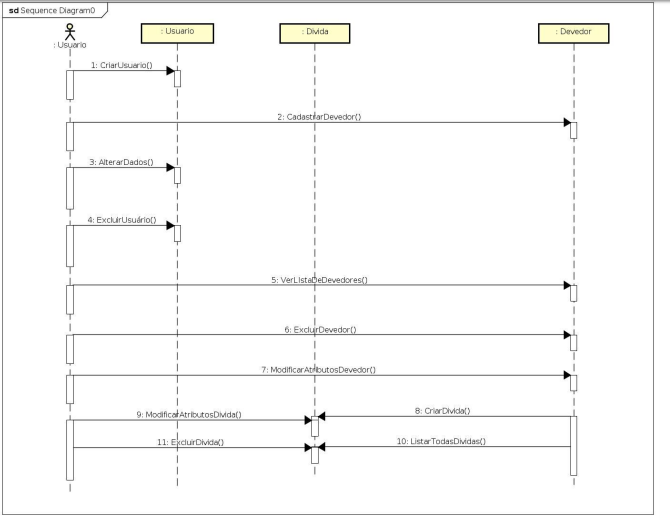 sd Sequence Diagram0
: Usuario
: Usuario
: Divida
: Devedor
1: CriarUsuario()
2: CadastrarDevedor()
3: AlterarDados()
4: ExcluirUsuário()
5: VerListaDeDevedores()
6: ExcluirDevedor()
7: ModificarAtributosDevedor()
8: CriarDivida()
9: ModificarAtributosDivida()
10: ListarTodasDividas()
11: ExcluirDivida()